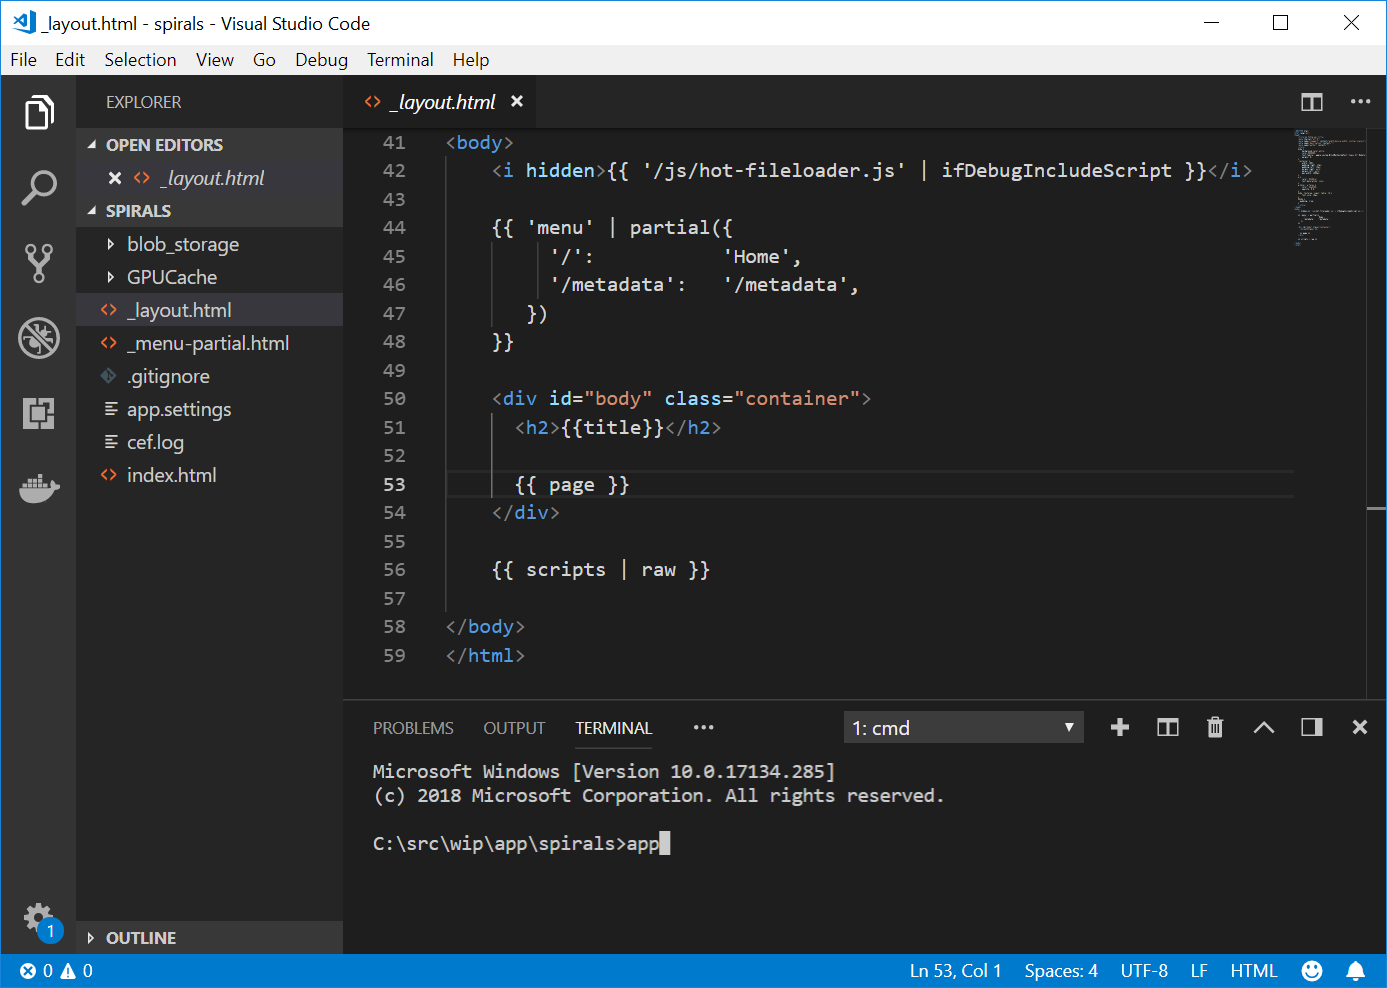 _layout.html - spirals - Visual Studio Code
File Edit Selection View Go Debug Terminal Help
EXPLORER
OPEN EDITORS
_layout.html
SPIRALS
blob_storage
GPUCache
_layout.html
_menu-partial.html
.gitignore
app.settings
cef.log
index.html
OUTLINE
1
_layout.html
41 <body>
42     <i hidden>{{ '/js/hot-fileloader.js' | ifDebugIncludeScript }}</i>
43
44     {{ 'menu' | partial({
45          '/':           'Home',
46          '/metadata':   '/metadata',
47        })
48     }}
49
50     <div id="body" class="container">
51       <h2>{{title}}</h2>
52
53       {{ page }}
54     </div>
55
56     {{ scripts | raw }}
57
58 </body>
59 </html>
PROBLEMS OUTPUT TERMINAL 1: cmd
Microsoft Windows [Version 10.0.17134.285]
(c) 2018 Microsoft Corporation. All rights reserved.
C:\src\wip\app\spirals>app
0 0 Ln 53, Col 1 Spaces: 4 UTF-8 LF HTML